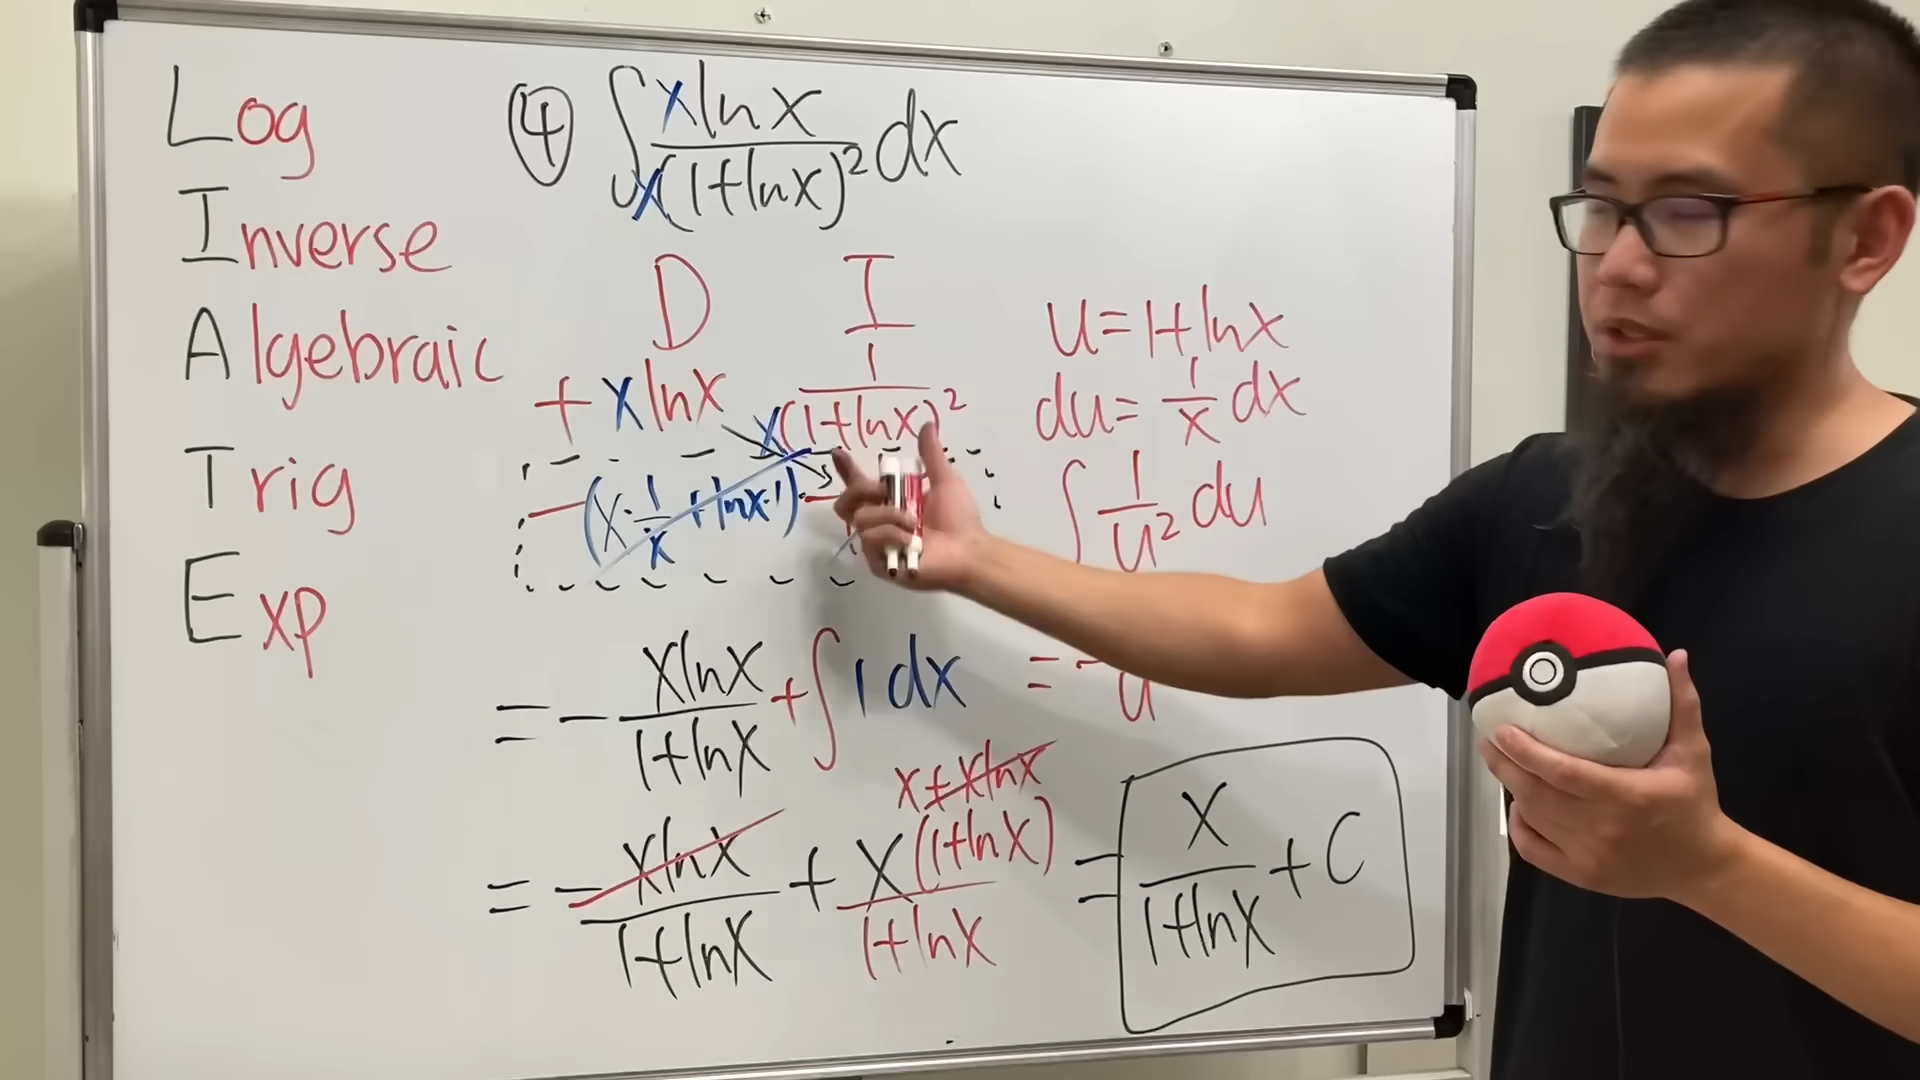 Log
Inverse
Algebraic
Trig
Exp
④ ∫ x ln x / x(1+ln x)² dx
D I
+ x ln x 1 / x(1+ln x)²
− (x · 1/x + ln x · 1) · −
= − x ln x / 1+ln x + ∫ 1 dx
x + x ln x
= − x ln x / 1+ln x + x(1+ln x) / 1+ln x = x / 1+ln x + C
u = 1+ln x
du = 1/x dx
∫ 1/u² du
= − / u